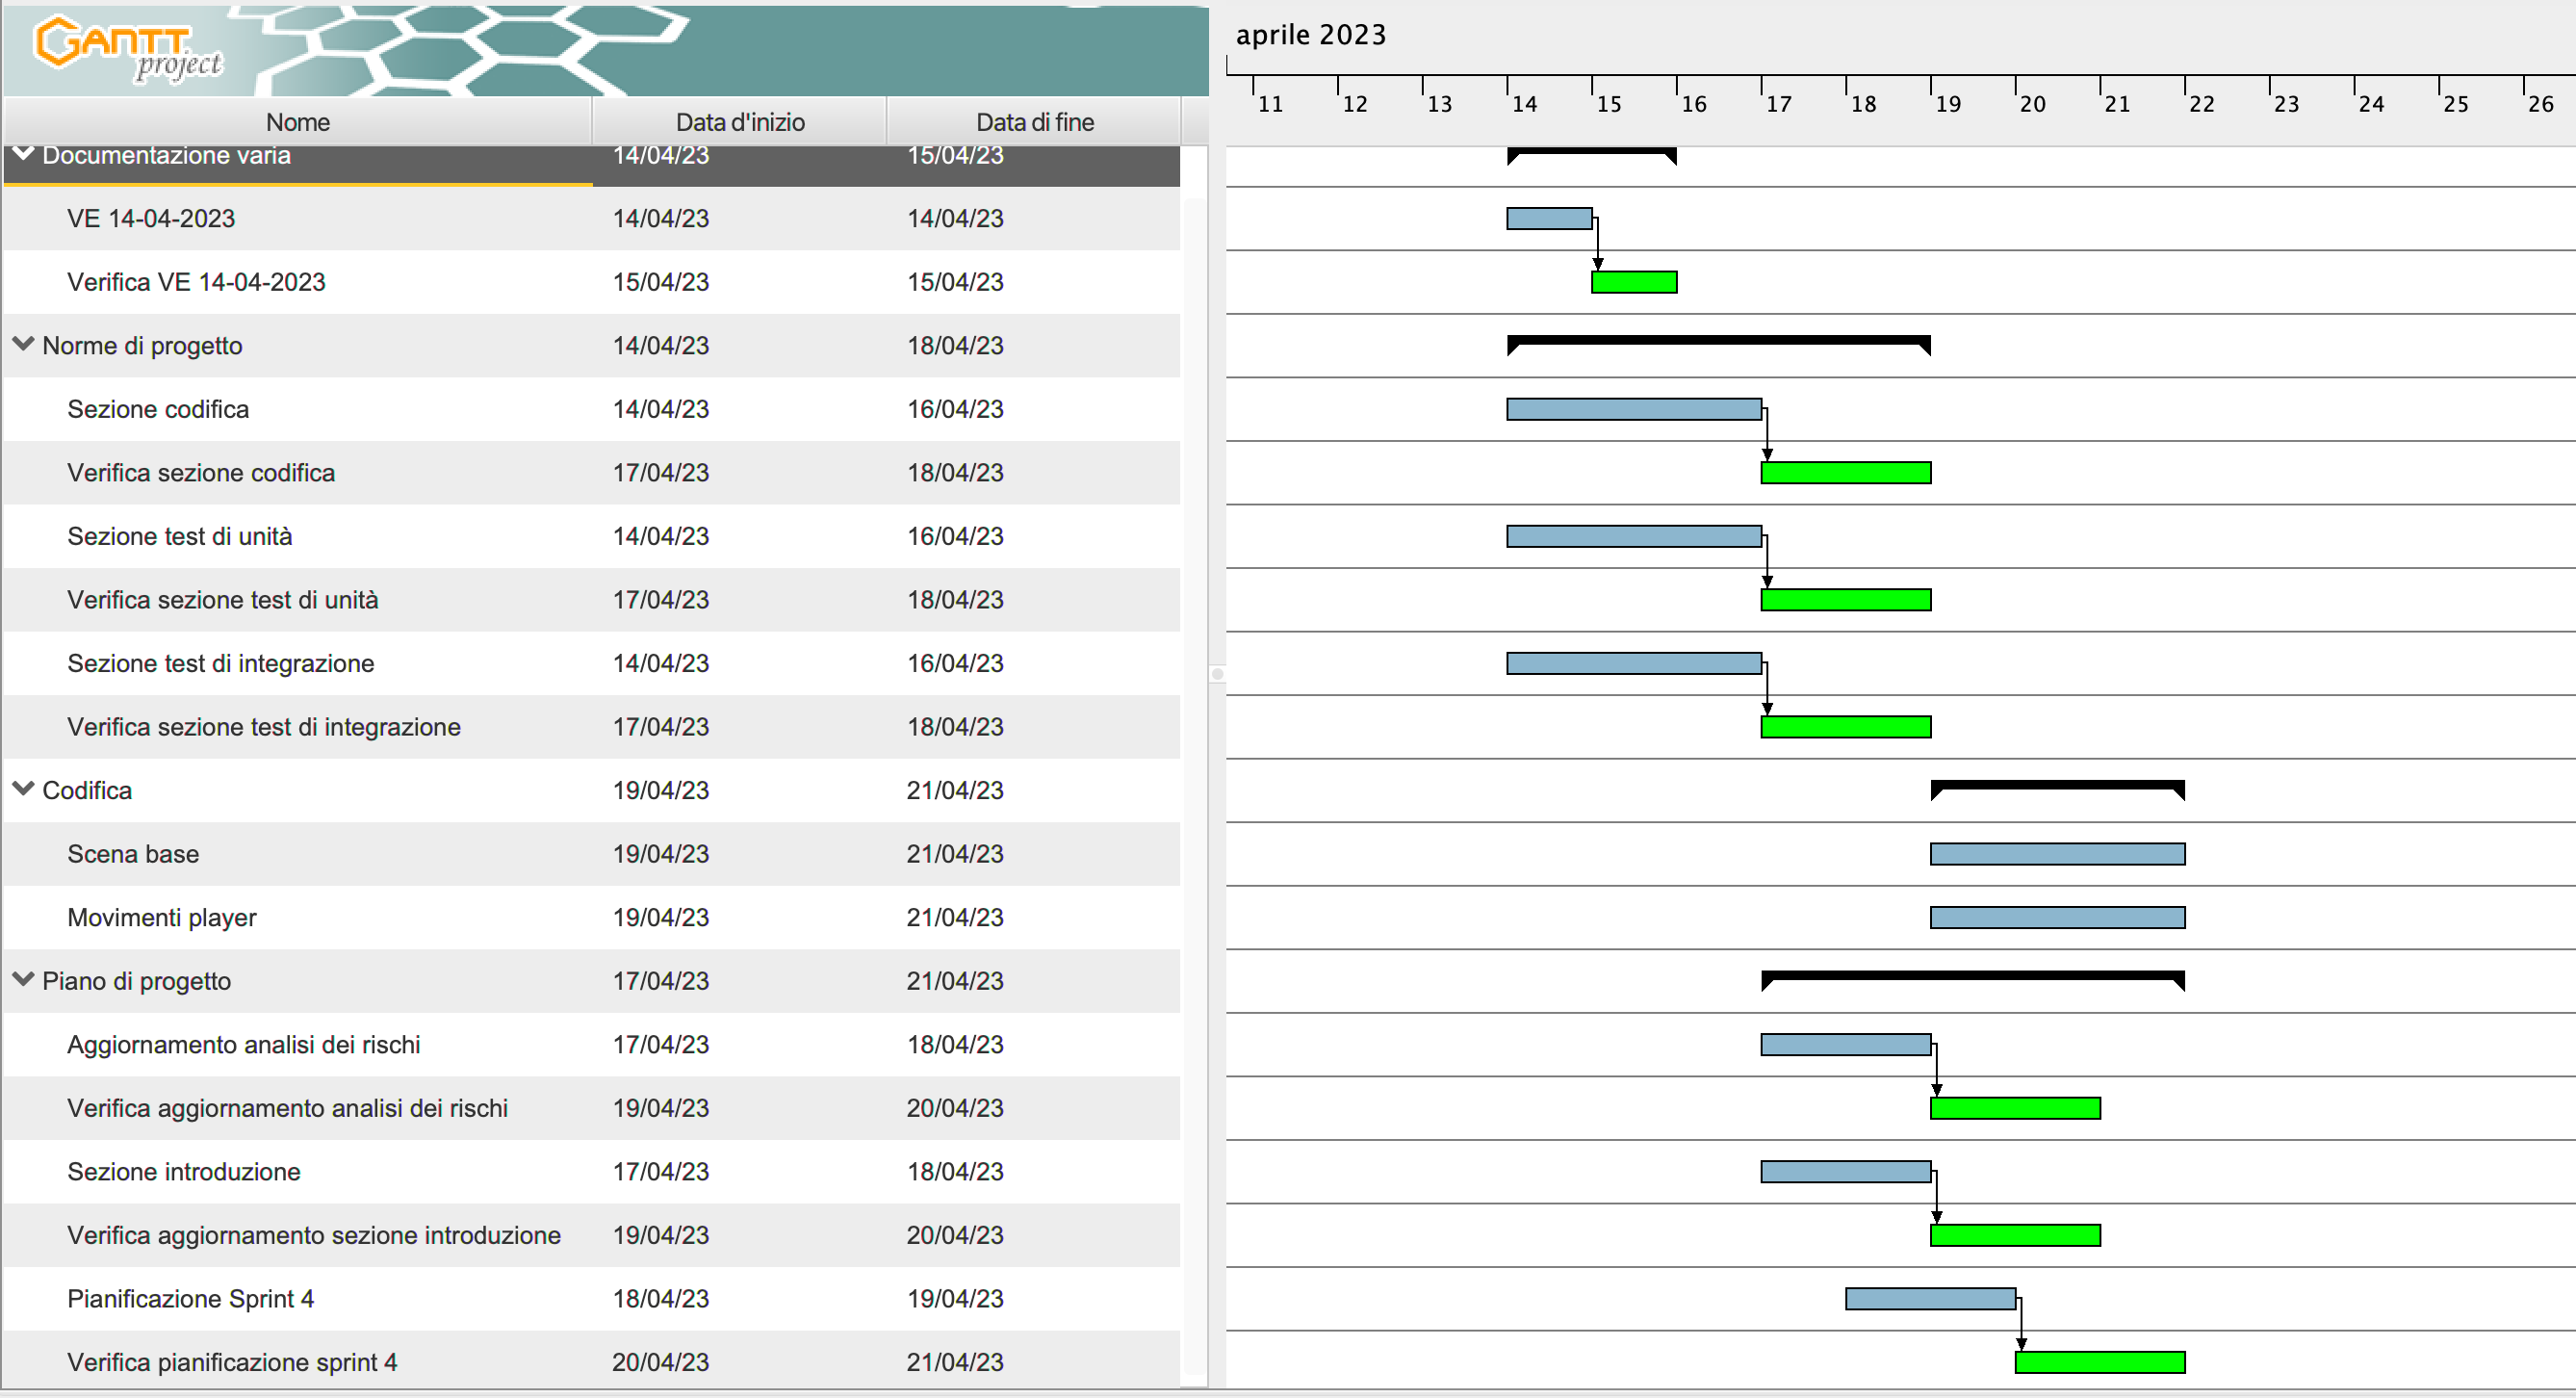 GANTT
project
aprile 2023
11 12 13 14 15 16 17 18 19 20 21 22 23 24 25 26
Nome Data d'inizio Data di fine
Documentazione varia 14/04/23 15/04/23
VE 14-04-2023 14/04/23 14/04/23
Verifica VE 14-04-2023 15/04/23 15/04/23
Norme di progetto 14/04/23 18/04/23
Sezione codifica 14/04/23 16/04/23
Verifica sezione codifica 17/04/23 18/04/23
Sezione test di unità 14/04/23 16/04/23
Verifica sezione test di unità 17/04/23 18/04/23
Sezione test di integrazione 14/04/23 16/04/23
Verifica sezione test di integrazione 17/04/23 18/04/23
Codifica 19/04/23 21/04/23
Scena base 19/04/23 21/04/23
Movimenti player 19/04/23 21/04/23
Piano di progetto 17/04/23 21/04/23
Aggiornamento analisi dei rischi 17/04/23 18/04/23
Verifica aggiornamento analisi dei rischi 19/04/23 20/04/23
Sezione introduzione 17/04/23 18/04/23
Verifica aggiornamento sezione introduzione 19/04/23 20/04/23
Pianificazione Sprint 4 18/04/23 19/04/23
Verifica pianificazione sprint 4 20/04/23 21/04/23